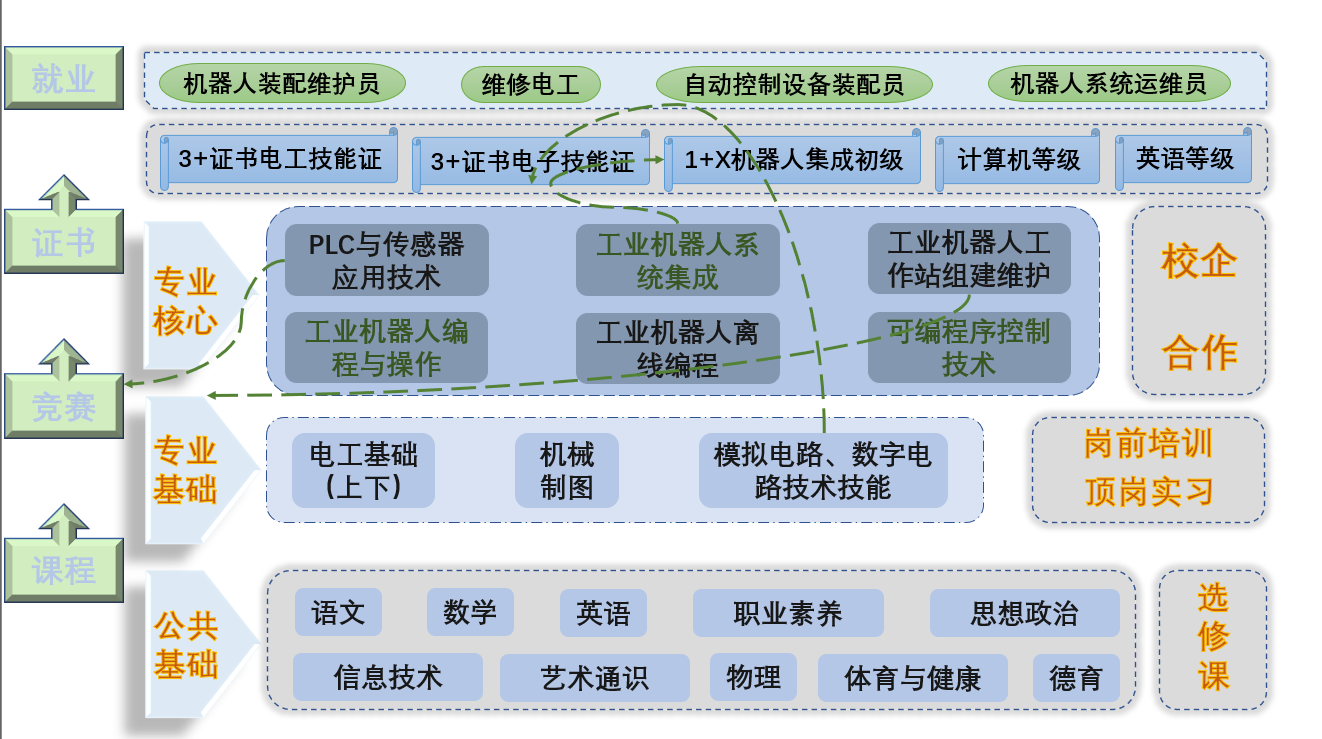 就业
机器人装配维护员
维修电工
自动控制设备装配员
机器人系统运维员
3+证书电工技能证
3+证书电子技能证
1+X机器人集成初级
计算机等级
英语等级
证书
专业
核心
PLC与传感器
应用技术
工业机器人系
统集成
工业机器人工
作站组建维护
工业机器人编
程与操作
工业机器人离
线编程
可编程序控制
技术
校企
合作
竞赛
专业
基础
电工基础
（上下）
机械
制图
模拟电路、数字电
路技术技能
岗前培训
顶岗实习
课程
公共
基础
语文
数学
英语
职业素养
思想政治
信息技术
艺术通识
物理
体育与健康
德育
选
修
课